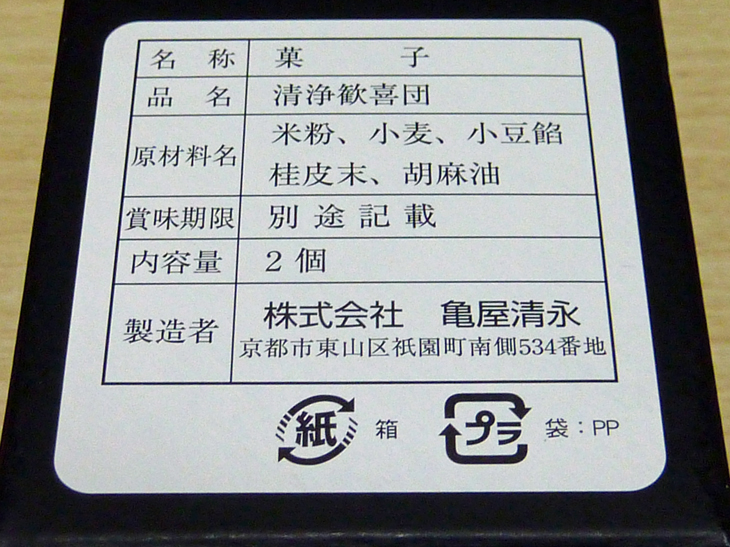 名称 菓子
品名 清浄歓喜団
原材料名 米粉、小麦、小豆餡
桂皮末、胡麻油
賞味期限 別途記載
内容量 2個
製造者 株式会社 亀屋清永
京都市東山区祇園町南側534番地
紙 箱 プラ 袋:PP